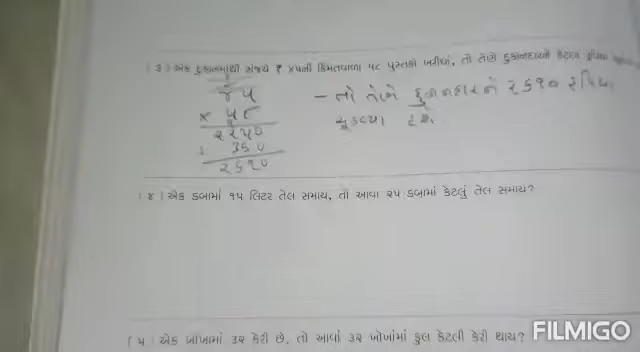 (૩) એક દુકાનમાંથી સંજયે ₹ ૪૫ની કિંમતવાળા ૫૮ પુસ્તકો ખરીદ્યાં, તો તેણે દુકાનદારને કેટલા રૂપિયા
૪૫
× ૫૮
૨૨૫૦
+ ૩૬૦
૨૬૧૦
– તો તેણે દુકાનદારને ૨૬૧૦ રૂપિયા
ચૂકવ્યા હશે.
(૪) એક ડબામાં ૧૫ લિટર તેલ સમાય, તો આવા ૨૫ ડબામાં કેટલું તેલ સમાય?
(૫) એક ખોખામાં ૩૨ કેરી છે, તો આવાં ૩૨ ખોખાંમાં કુલ કેટલી કેરી થાય?
FILMIGO